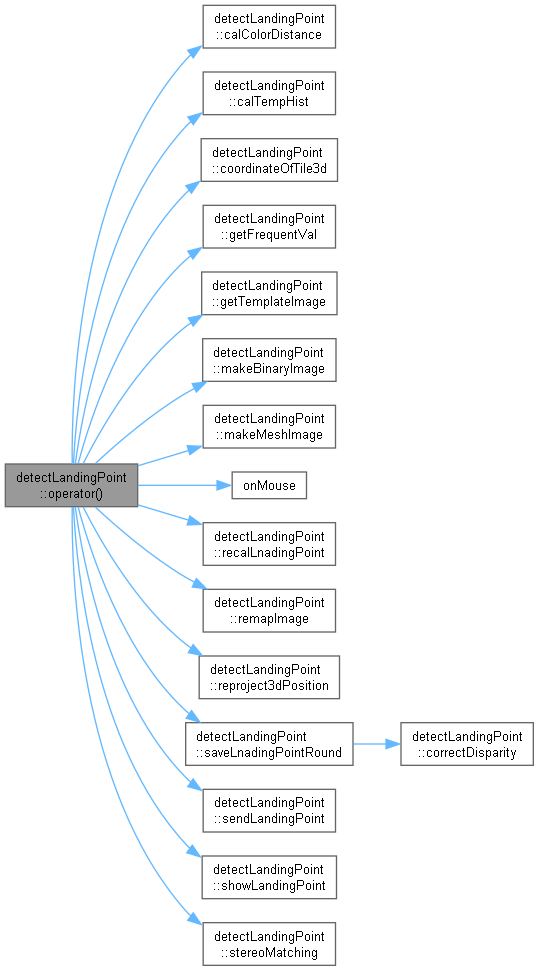 detectLandingPoint
::calColorDistance
detectLandingPoint
::calTempHist
detectLandingPoint
::coordinateOfTile3d
detectLandingPoint
::getFrequentVal
detectLandingPoint
::getTemplateImage
detectLandingPoint
::makeBinaryImage
detectLandingPoint
::makeMeshImage
detectLandingPoint
::operator()
onMouse
detectLandingPoint
::recalLnadingPoint
detectLandingPoint
::remapImage
detectLandingPoint
::reproject3dPosition
detectLandingPoint
::saveLnadingPointRound
detectLandingPoint
::correctDisparity
detectLandingPoint
::sendLandingPoint
detectLandingPoint
::showLandingPoint
detectLandingPoint
::stereoMatching